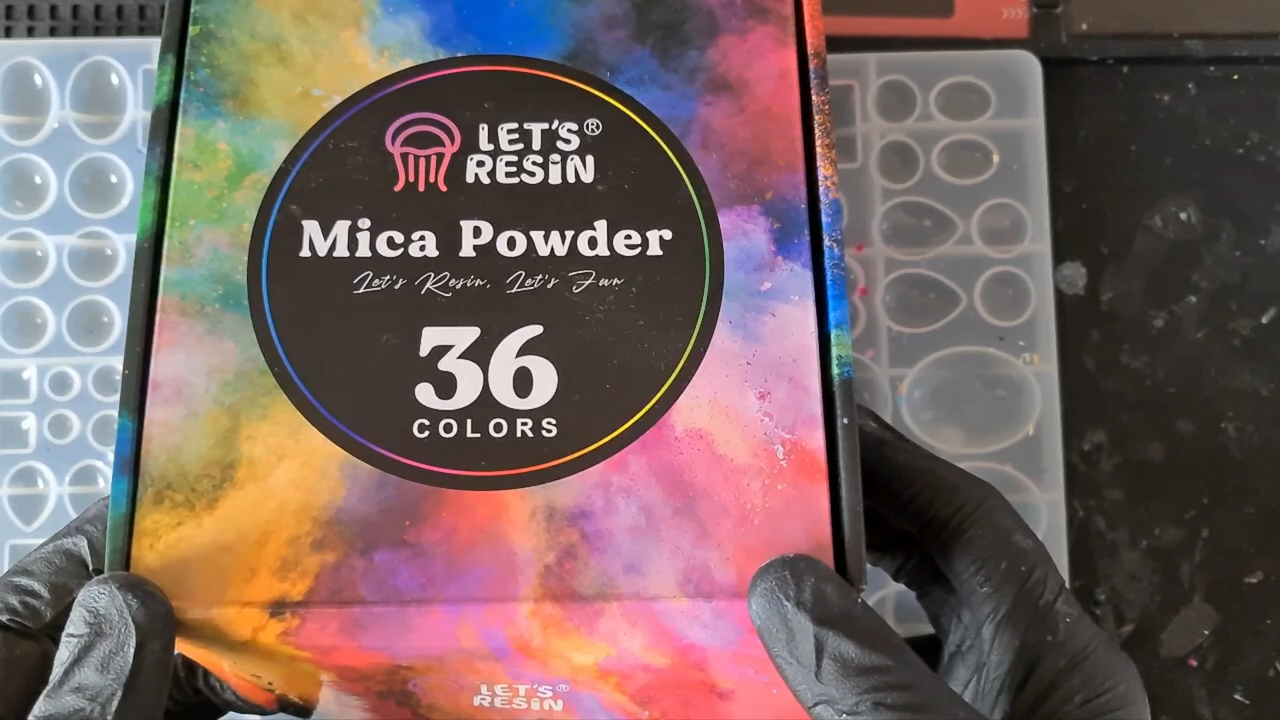 LET'S®
RESIN
Mica Powder
Let's Resin, Let's Fun
36
COLORS
LET'S®
RESIN